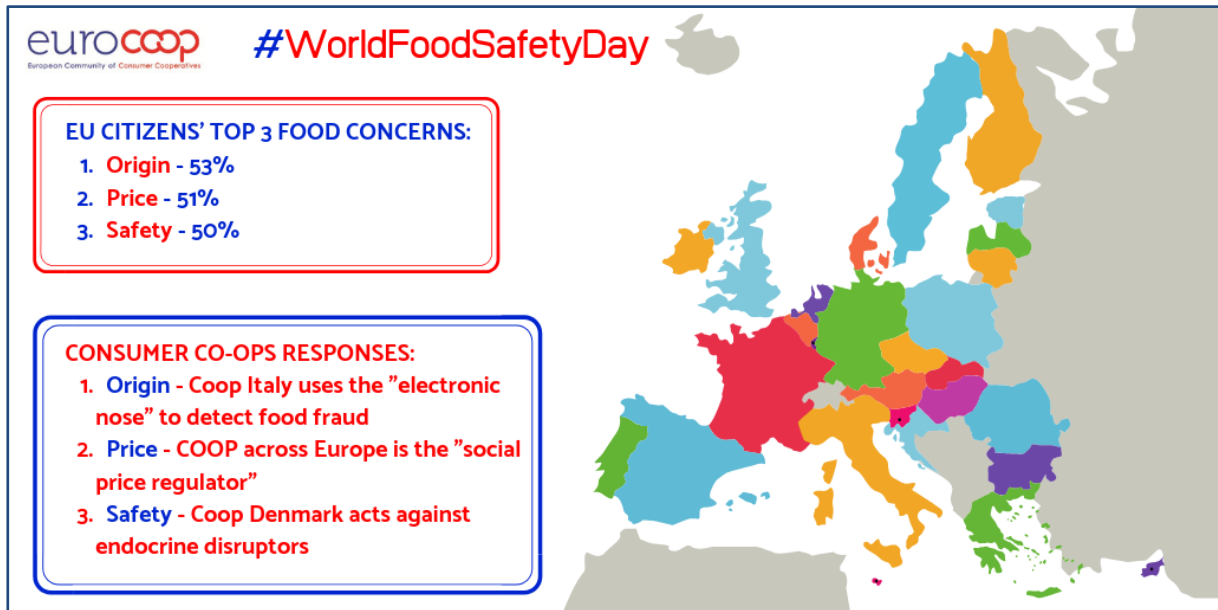 eurocoop
European Community of Consumer Cooperatives
#WorldFoodSafetyDay
EU CITIZENS' TOP 3 FOOD CONCERNS:
1. Origin - 53%
2. Price - 51%
3. Safety - 50%
CONSUMER CO-OPS RESPONSES:
1. Origin - Coop Italy uses the "electronic
nose" to detect food fraud
2. Price - COOP across Europe is the "social
price regulator"
3. Safety - Coop Denmark acts against
endocrine disruptors